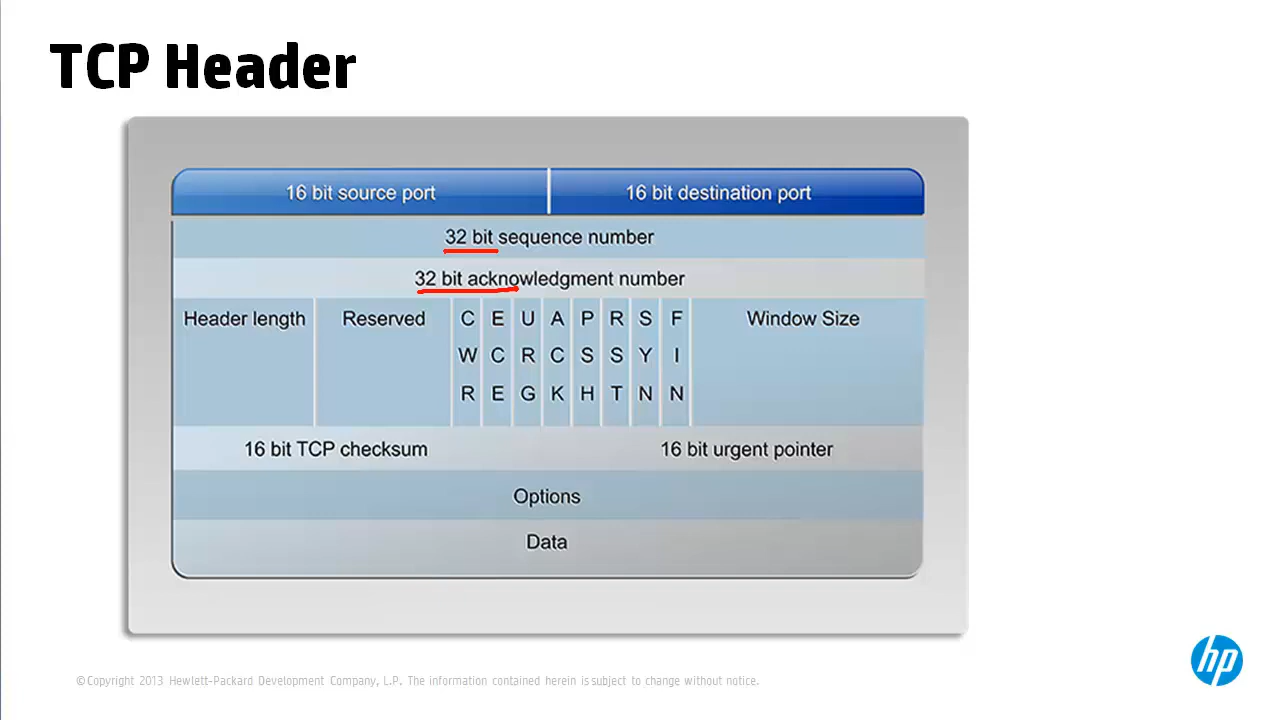 TCP Header
16 bit source port 16 bit destination port
32 bit sequence number
32 bit acknowledgment number
Header length Reserved C E U A P R S F Window Size
W C R C S S Y I
R E G K H T N N
16 bit TCP checksum 16 bit urgent pointer
Options
Data
hp
©Copyright 2013 Hewlett-Packard Development Company, L.P. The information contained herein is subject to change without notice.